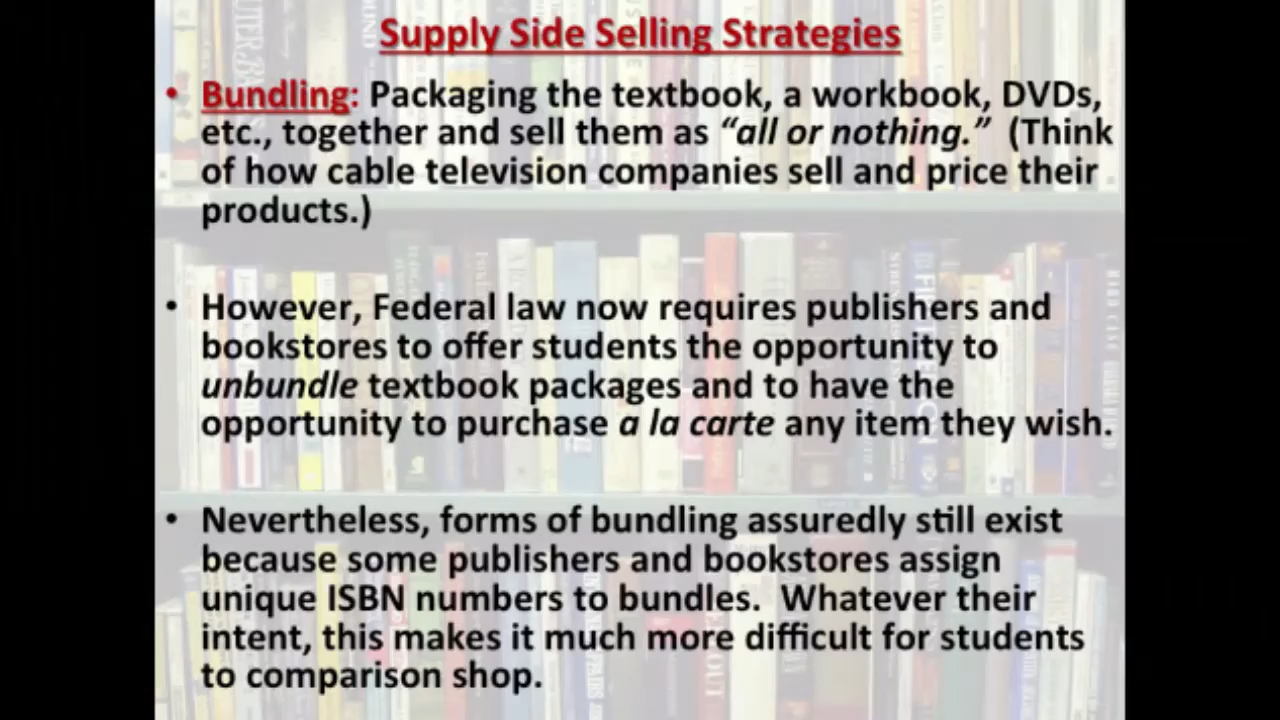 Supply Side Selling Strategies
• Bundling: Packaging the textbook, a workbook, DVDs,
etc., together and sell them as “all or nothing.” (Think
of how cable television companies sell and price their
products.)
• However, Federal law now requires publishers and
bookstores to offer students the opportunity to
unbundle textbook packages and to have the
opportunity to purchase a la carte any item they wish.
• Nevertheless, forms of bundling assuredly still exist
because some publishers and bookstores assign
unique ISBN numbers to bundles. Whatever their
intent, this makes it much more difficult for students
to comparison shop.